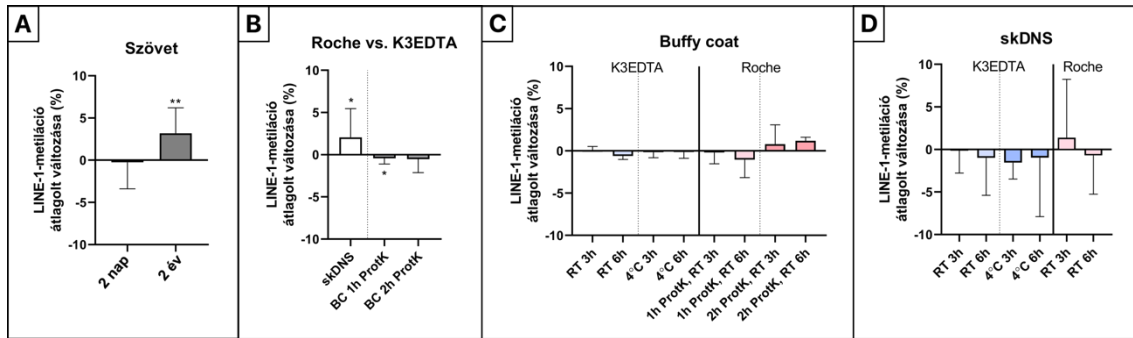 A
Szövet
LINE-1-metiláció
átlagolt változása (%)
10
5
0
-5
-10
**
2 nap
2 év
B
Roche vs. K3EDTA
LINE-1-metiláció
átlagolt változása (%)
10
5
0
-5
-10
*
*
skDNS
BC 1h ProtK
BC 2h ProtK
C
Buffy coat
K3EDTA
Roche
LINE-1-metiláció
átlagolt változása (%)
10
5
0
-5
-10
RT 3h
RT 6h
4°C 3h
4°C 6h
1h ProtK, RT 3h
1h ProtK, RT 6h
2h ProtK, RT 3h
2h ProtK, RT 6h
D
skDNS
K3EDTA
Roche
LINE-1-metiláció
átlagolt változása (%)
10
5
0
-5
-10
RT 3h
RT 6h
4°C 3h
4°C 6h
RT 3h
RT 6h